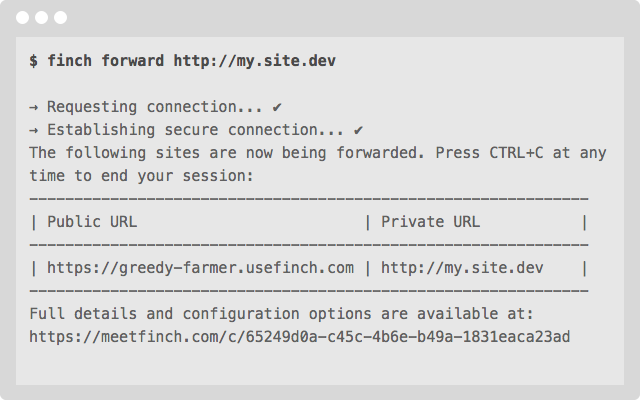 $ finch forward http://my.site.dev
→ Requesting connection... ✔
→ Establishing secure connection... ✔
The following sites are now being forwarded. Press CTRL+C at any
time to end your session:
--------------------------------------------------------------
| Public URL                         | Private URL           |
--------------------------------------------------------------
| https://greedy-farmer.usefinch.com | http://my.site.dev    |
--------------------------------------------------------------
Full details and configuration options are available at:
https://meetfinch.com/c/65249d0a-c45c-4b6e-b49a-1831eaca23ad